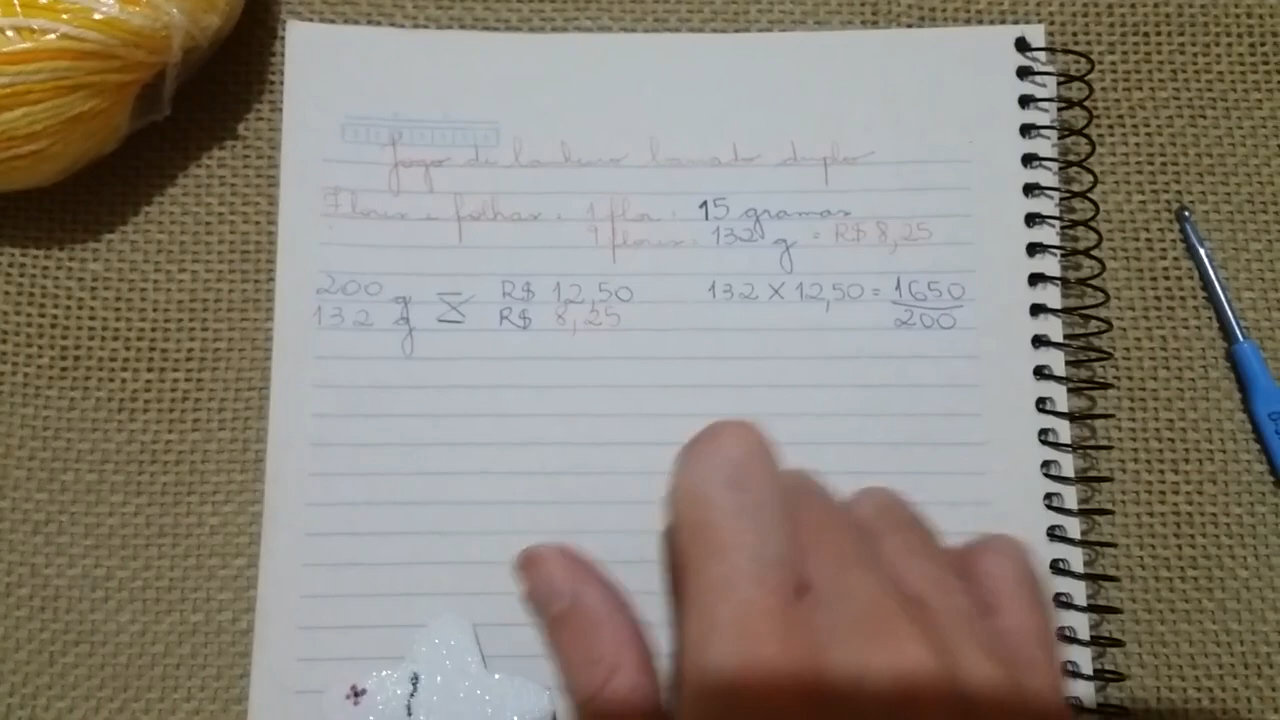 Jogo de banheiro barrado duplo
Flores e folhas. 1 flor: 15 gramas
9 flores: 132 g = R$ 8,25
200 g R$ 12,50 132 X 12,50 = 1650
132 g R$ 8,25 200